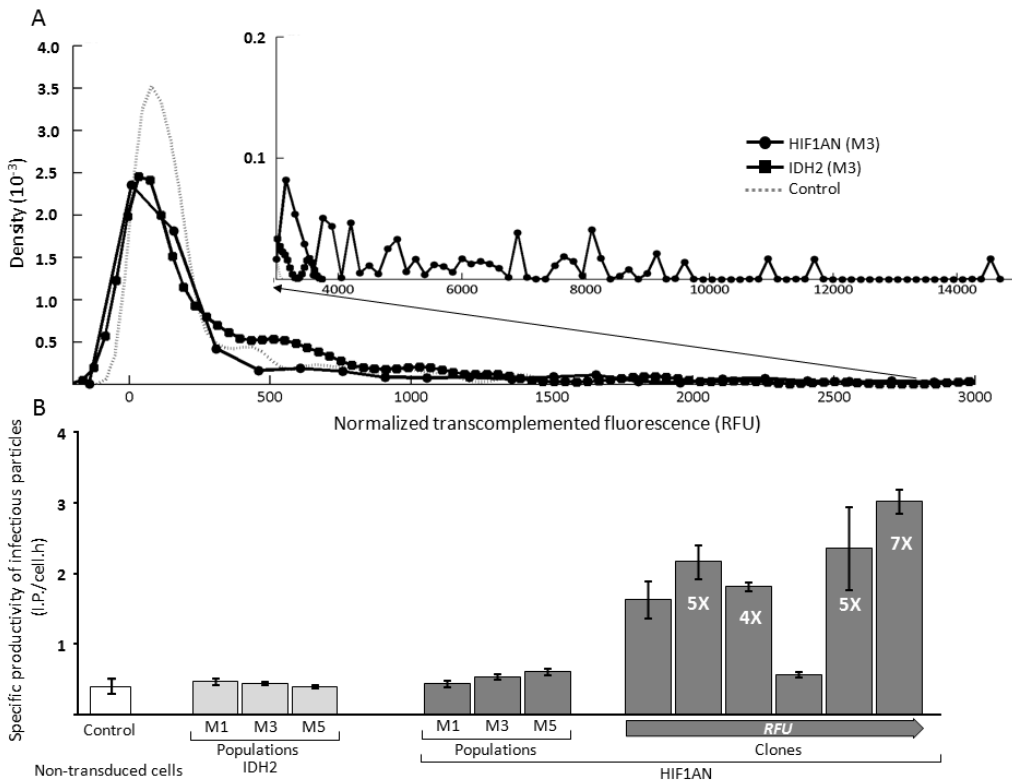 A
4.0
3.5
3.0
2.5
2.0
1.5
1.0
0.5
Density (10⁻³)
0.2
0.1
4000 6000 8000 10000 12000 14000
HIF1AN (M3)
IDH2 (M3)
Control
0 500 1000 1500 2000 2500 3000
Normalized transcomplemented fluorescence (RFU)
B
Specific productivity of infectious particles
(I.P./cell.h)
4
3
2
1
5X
4X
5X
7X
Control
M1 M3 M5
M1 M3 M5
RFU
Populations
Populations
Clones
Non-transduced cells
IDH2
HIF1AN